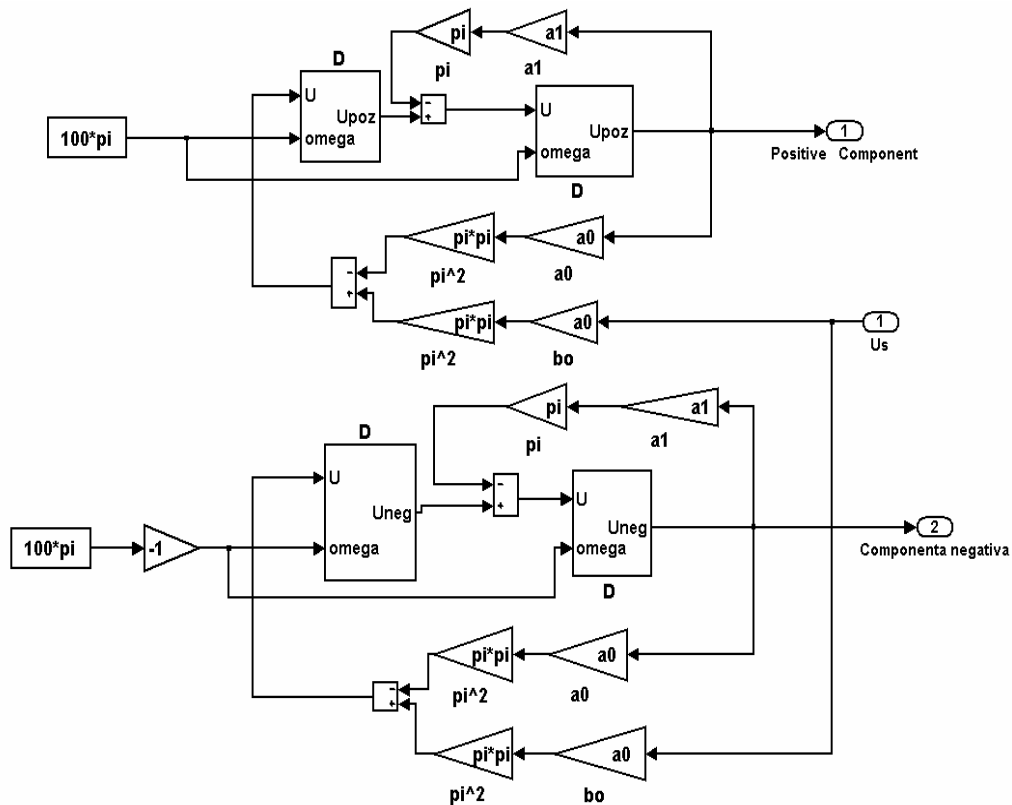 pi
a1
pi
a1
D
U
Upoz
omega
100*pi
-
+
U
Upoz
omega
D
1
Positive Component
pi*pi
a0
pi^2
a0
-
+
pi*pi
a0
pi^2
bo
1
Us
pi
a1
pi
a1
D
U
Uneg
omega
-
+
U
Uneg
omega
D
100*pi
-1
2
Componenta negativa
pi*pi
a0
pi^2
a0
-
+
pi*pi
a0
pi^2
bo